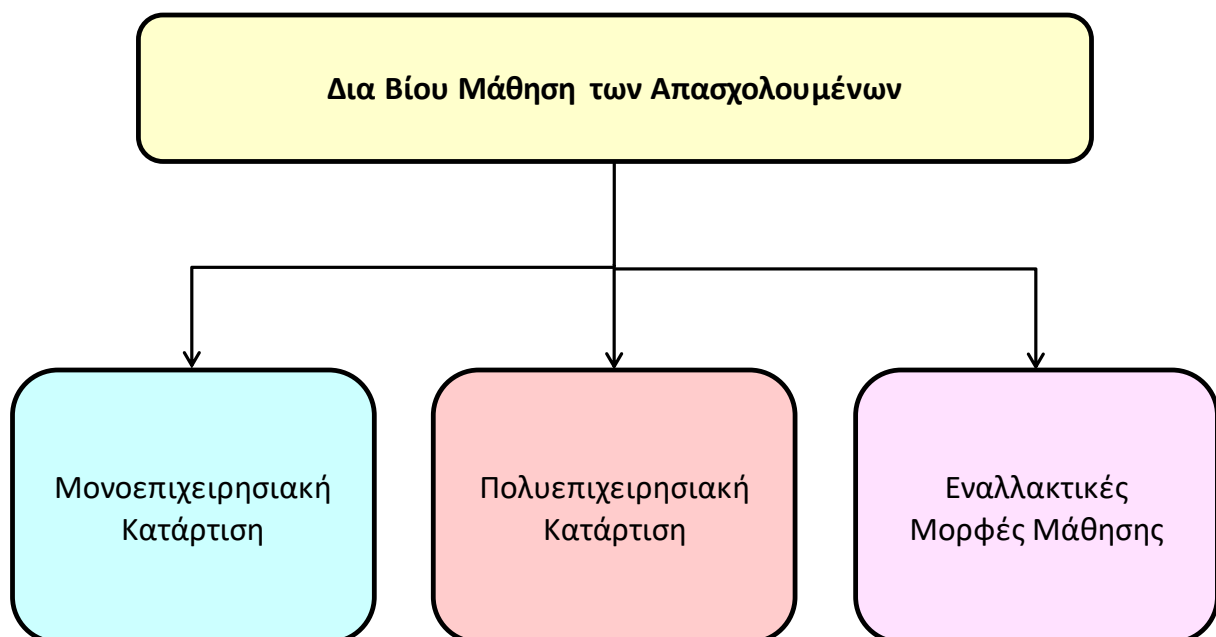 Δια Βίου Μάθηση των Απασχολουμένων
Μονοεπιχειρησιακή
Κατάρτιση
Πολυεπιχειρησιακή
Κατάρτιση
Εναλλακτικές
Μορφές Μάθησης